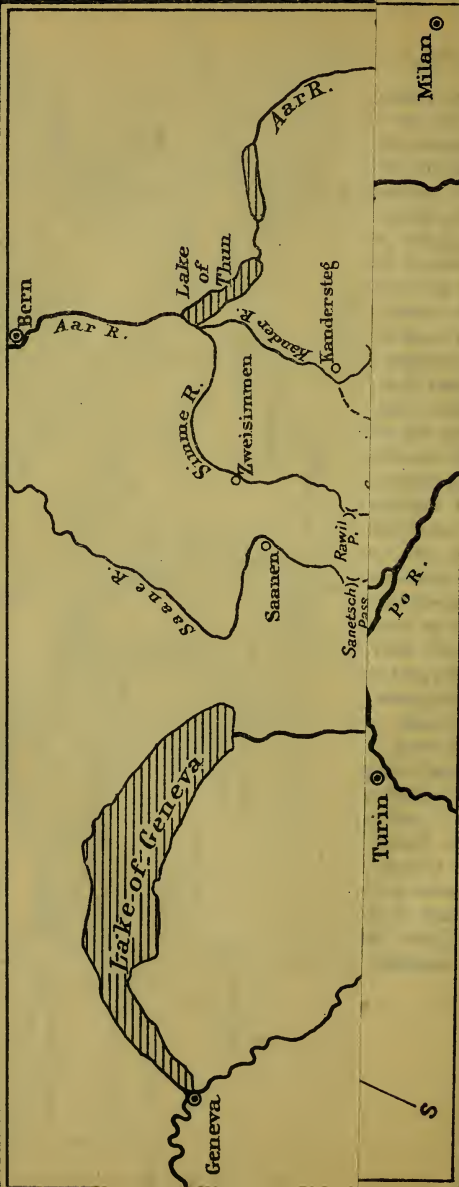 Bern
Aar R.
Saane R.
Simme R.
Lake
of
Thun
Aar R.
Kander R.
Kandersteg
Zweisimmen
Saanen
Rawil
P.
Sanetsch
Pass
Lake of Geneva
Geneva
Po R.
Turin
Milan
S